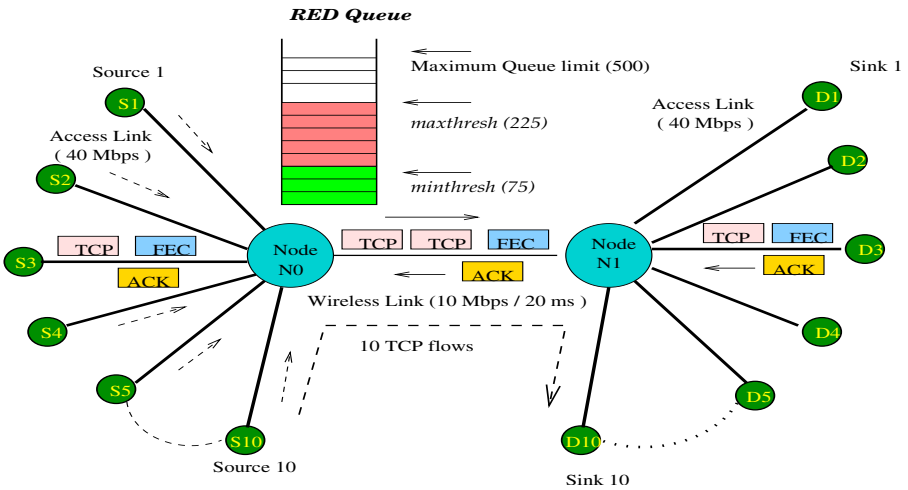 RED Queue
Source 1
Maximum Queue limit (500)
Sink 1
S1
D1
Access Link
( 40 Mbps )
maxthresh (225)
Access Link
( 40 Mbps )
S2
minthresh (75)
D2
S3
TCP
FEC
ACK
Node
N0
TCP
TCP
FEC
ACK
Node
N1
TCP
FEC
ACK
D3
Wireless Link (10 Mbps / 20 ms )
S4
10 TCP flows
D4
S5
D5
S10
D10
Source 10
Sink 10